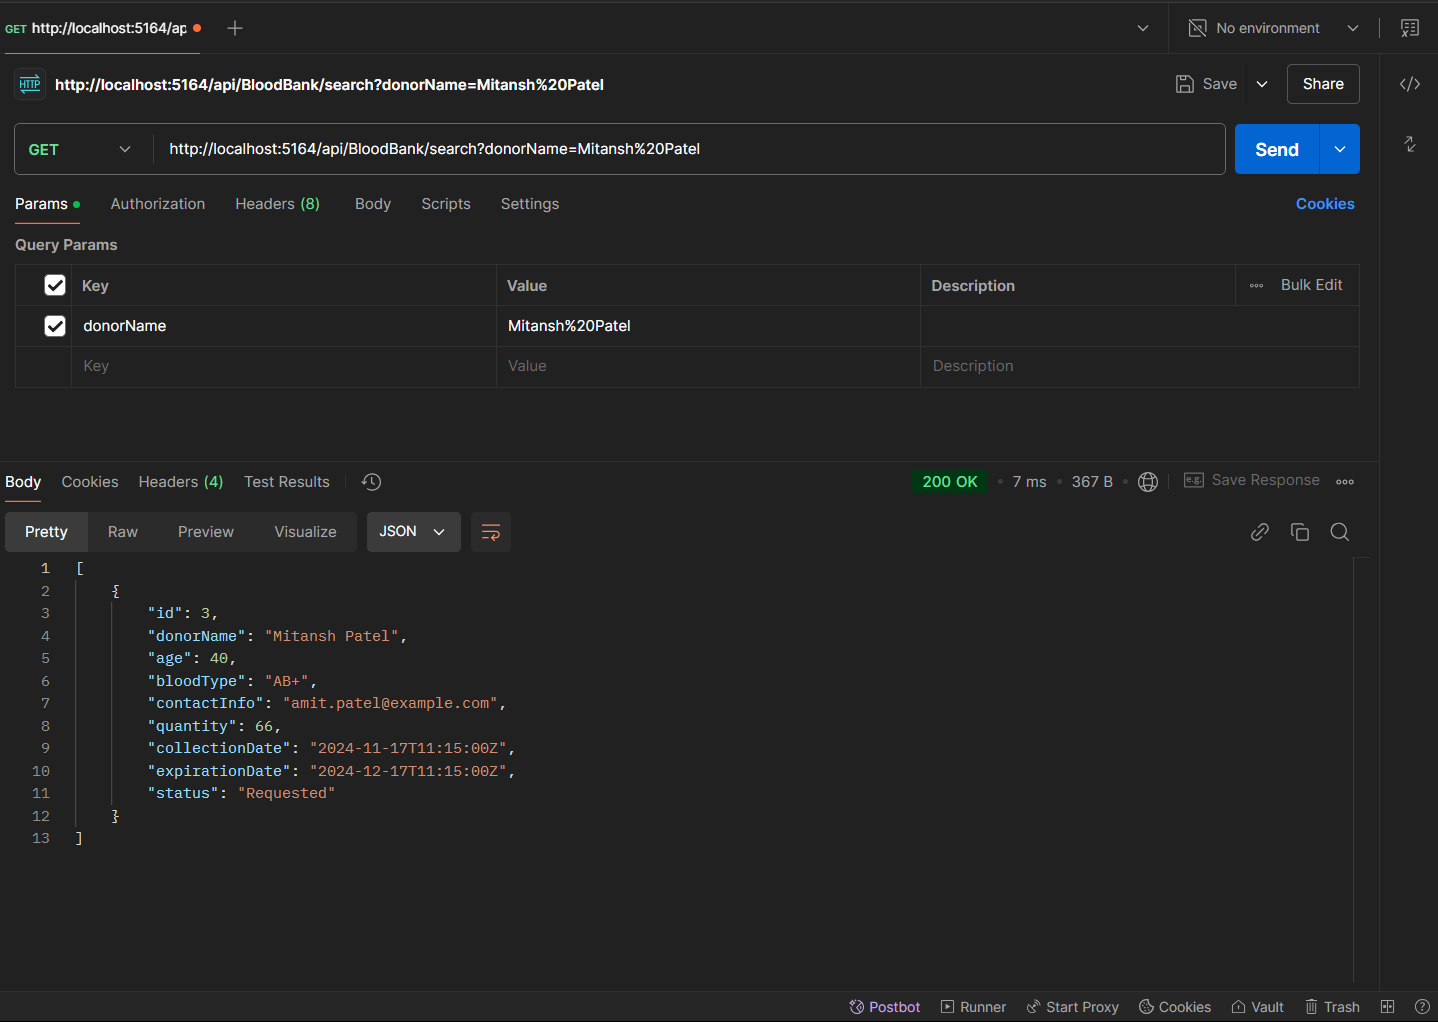 GET http://localhost:5164/ap
No environment
HTTP http://localhost:5164/api/BloodBank/search?donorName=Mitansh%20Patel
Save
Share
GET http://localhost:5164/api/BloodBank/search?donorName=Mitansh%20Patel
Send
Params Authorization Headers (8) Body Scripts Settings Cookies
Query Params
Key Value Description Bulk Edit
donorName Mitansh%20Patel
Key Value Description
Body Cookies Headers (4) Test Results 200 OK 7 ms 367 B e.g. Save Response
Pretty Raw Preview Visualize JSON
1 [
2 {
3 "id": 3,
4 "donorName": "Mitansh Patel",
5 "age": 40,
6 "bloodType": "AB+",
7 "contactInfo": "amit.patel@example.com",
8 "quantity": 66,
9 "collectionDate": "2024-11-17T11:15:00Z",
10 "expirationDate": "2024-12-17T11:15:00Z",
11 "status": "Requested"
12 }
13 ]
Postbot Runner Start Proxy Cookies Vault Trash